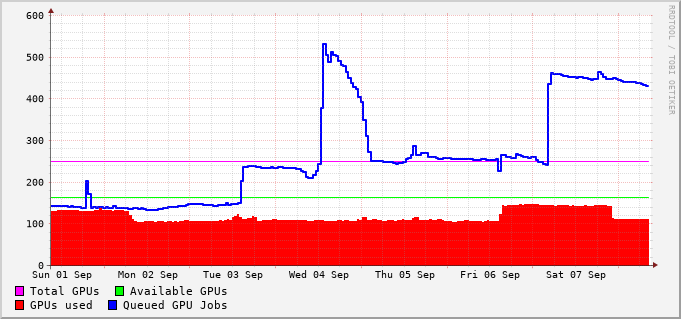 600
500
400
300
200
100
0
Sun 01 Sep Mon 02 Sep Tue 03 Sep Wed 04 Sep Thu 05 Sep Fri 06 Sep Sat 07 Sep
Total GPUs Available GPUs
GPUs used Queued GPU Jobs
RRDTOOL / TOBI OETIKER